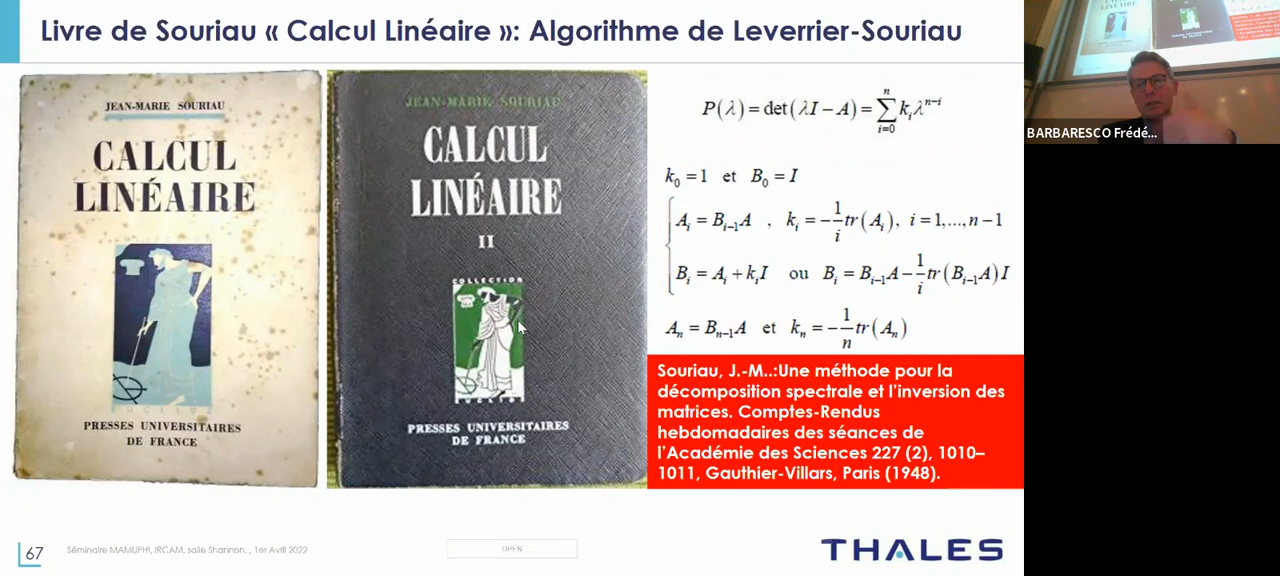 Livre de Souriau « Calcul Linéaire »: Algorithme de Leverrier-Souriau
JEAN-MARIE SOURIAU
CALCUL
LINÉAIRE
PRESSES UNIVERSITAIRES
DE FRANCE
JEAN-MARIE SOURIAU
CALCUL
LINÉAIRE
II
COLLECTION
EUCLIDE
PRESSES UNIVERSITAIRES
DE FRANCE
P(λ) = det(λI − A) = ∑_{i=0}^{n} k_i λ^{n−i}
k_0 = 1 et B_0 = I
A_i = B_{i−1}A , k_i = −\frac{1}{i} tr(A_i), i = 1,...,n−1
B_i = A_i + k_i I ou B_i = B_{i−1}A − \frac{1}{i} tr(B_{i−1}A) I
A_n = B_{n−1}A et k_n = −\frac{1}{n} tr(A_n)
Souriau, J.-M..:Une méthode pour la
décomposition spectrale et l'inversion des
matrices. Comptes-Rendus
hebdomadaires des séances de
l'Académie des Sciences 227 (2), 1010–
1011, Gauthier-Villars, Paris (1948).
67
Séminaire MAMUPHI, IRCAM, salle Shannon, , 1er Avril 2022
OPEN
THALES
BARBARESCO Frédé...